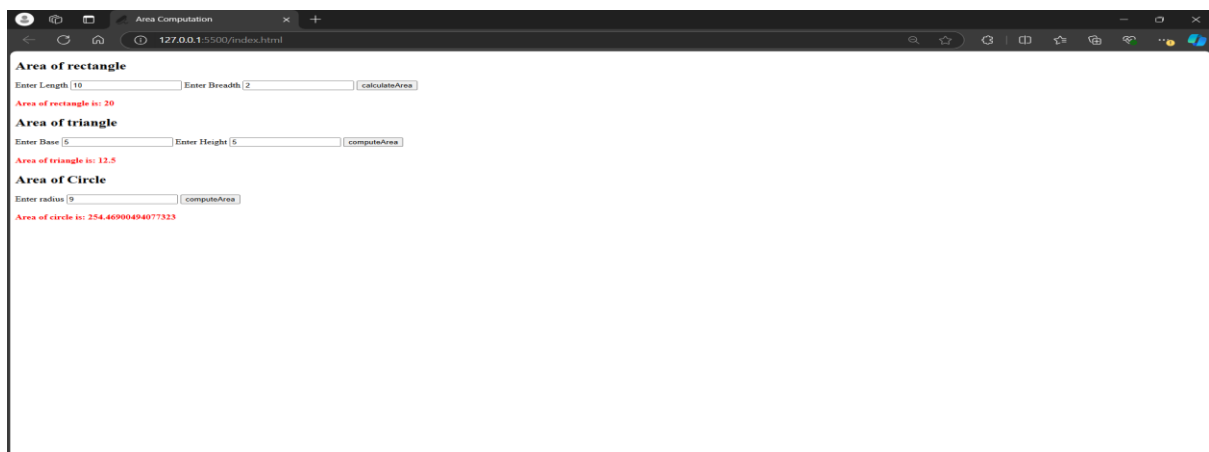 Area Computation
127.0.0.1:5500/index.html
Area of rectangle
Enter Length 10 Enter Breadth 2 calculateArea
Area of rectangle is: 20
Area of triangle
Enter Base 5 Enter Height 5 computeArea
Area of triangle is: 12.5
Area of Circle
Enter radius 9 computeArea
Area of circle is: 254.46900494077323